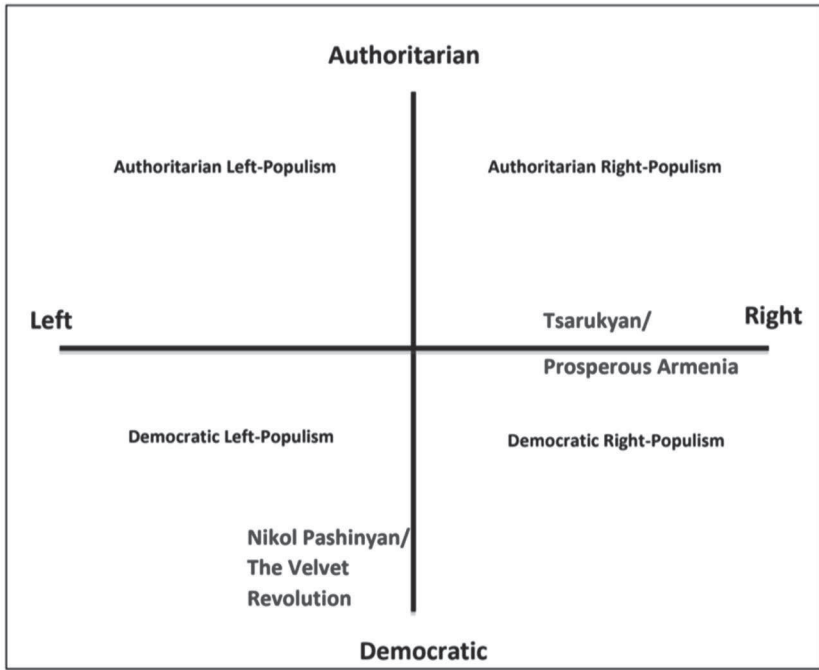 Authoritarian
Authoritarian Left-Populism
Authoritarian Right-Populism
Left
Tsarukyan/
Right
Prosperous Armenia
Democratic Left-Populism
Democratic Right-Populism
Nikol Pashinyan/
The Velvet
Revolution
Democratic